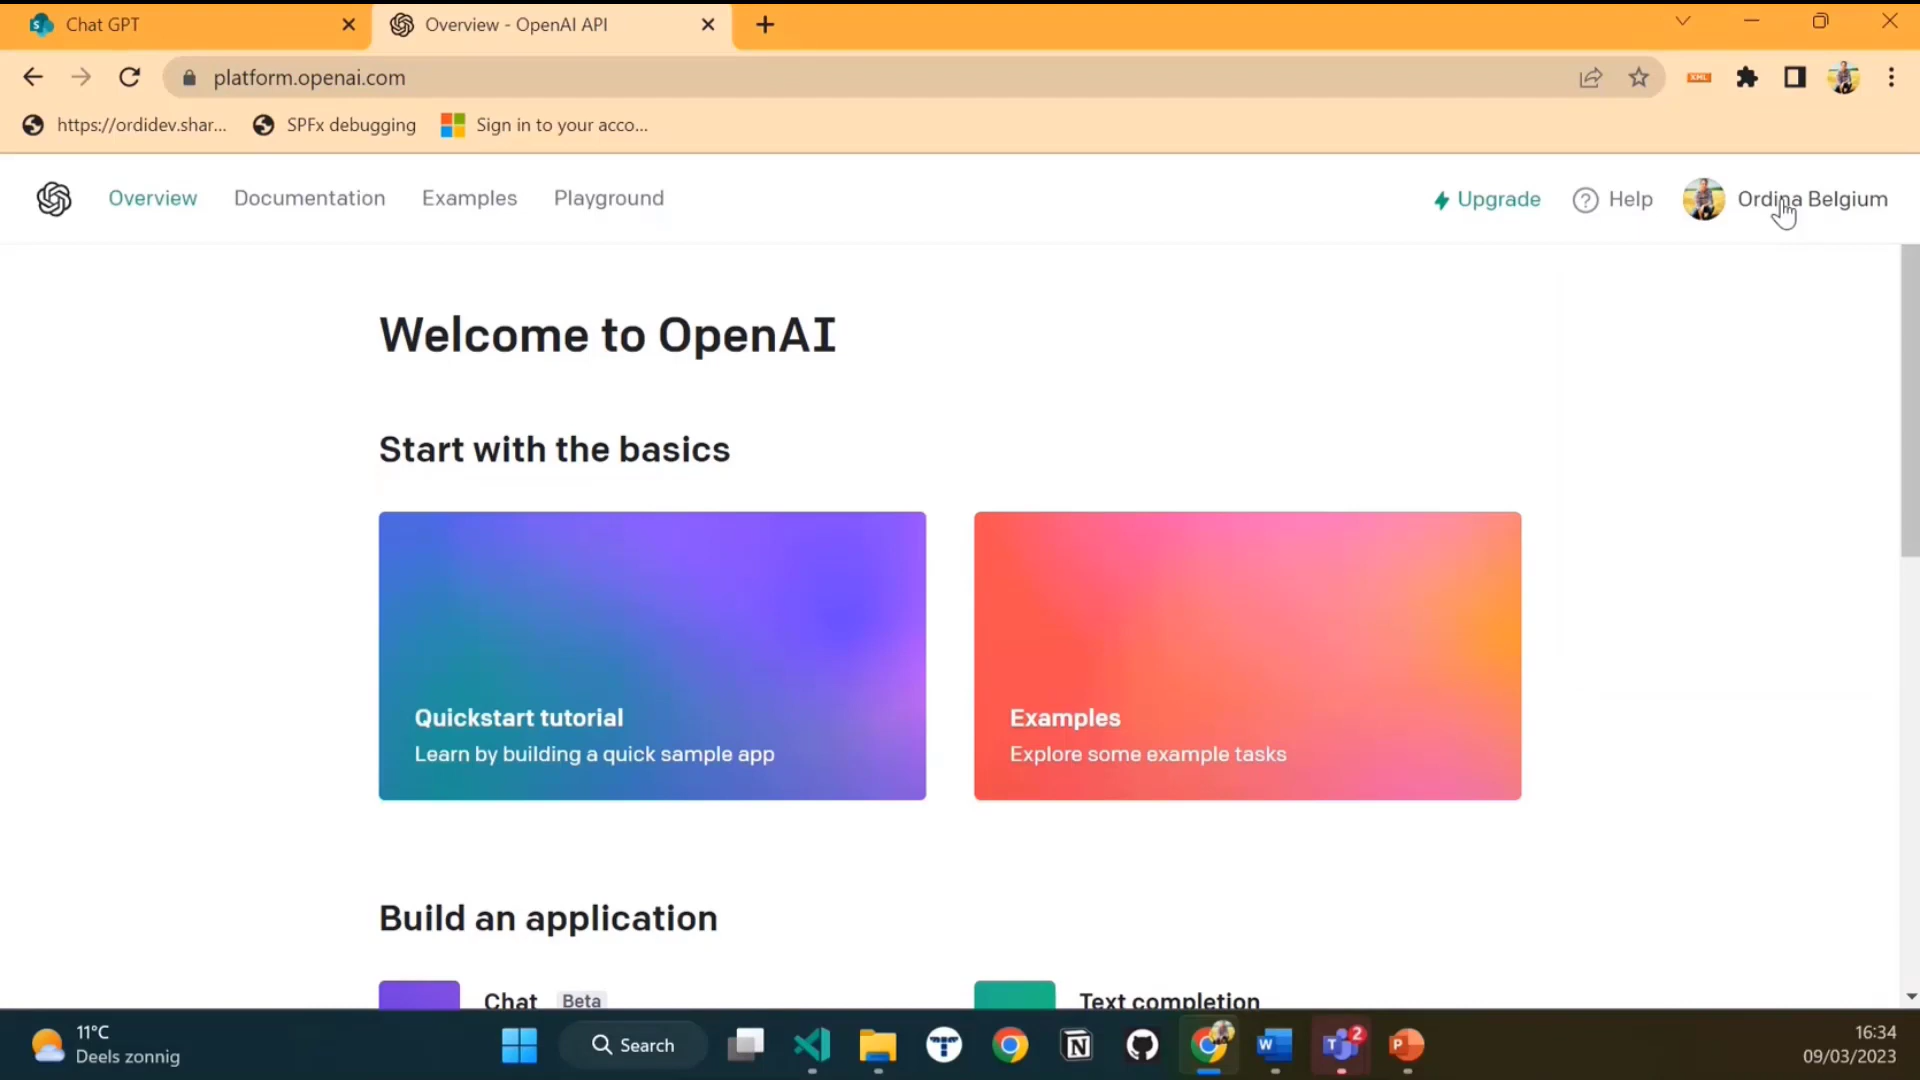 Chat GPT
Overview - OpenAI API
platform.openai.com
XML
https://ordidev.shar...
SPFx debugging
Sign in to your acco...
Overview
Documentation
Examples
Playground
Upgrade
Help
Ordina Belgium
Welcome to OpenAI
Start with the basics
Quickstart tutorial
Learn by building a quick sample app
Examples
Explore some example tasks
Build an application
Chat Beta
Text completion
11°C
Deels zonnig
Search
2
16:34
09/03/2023